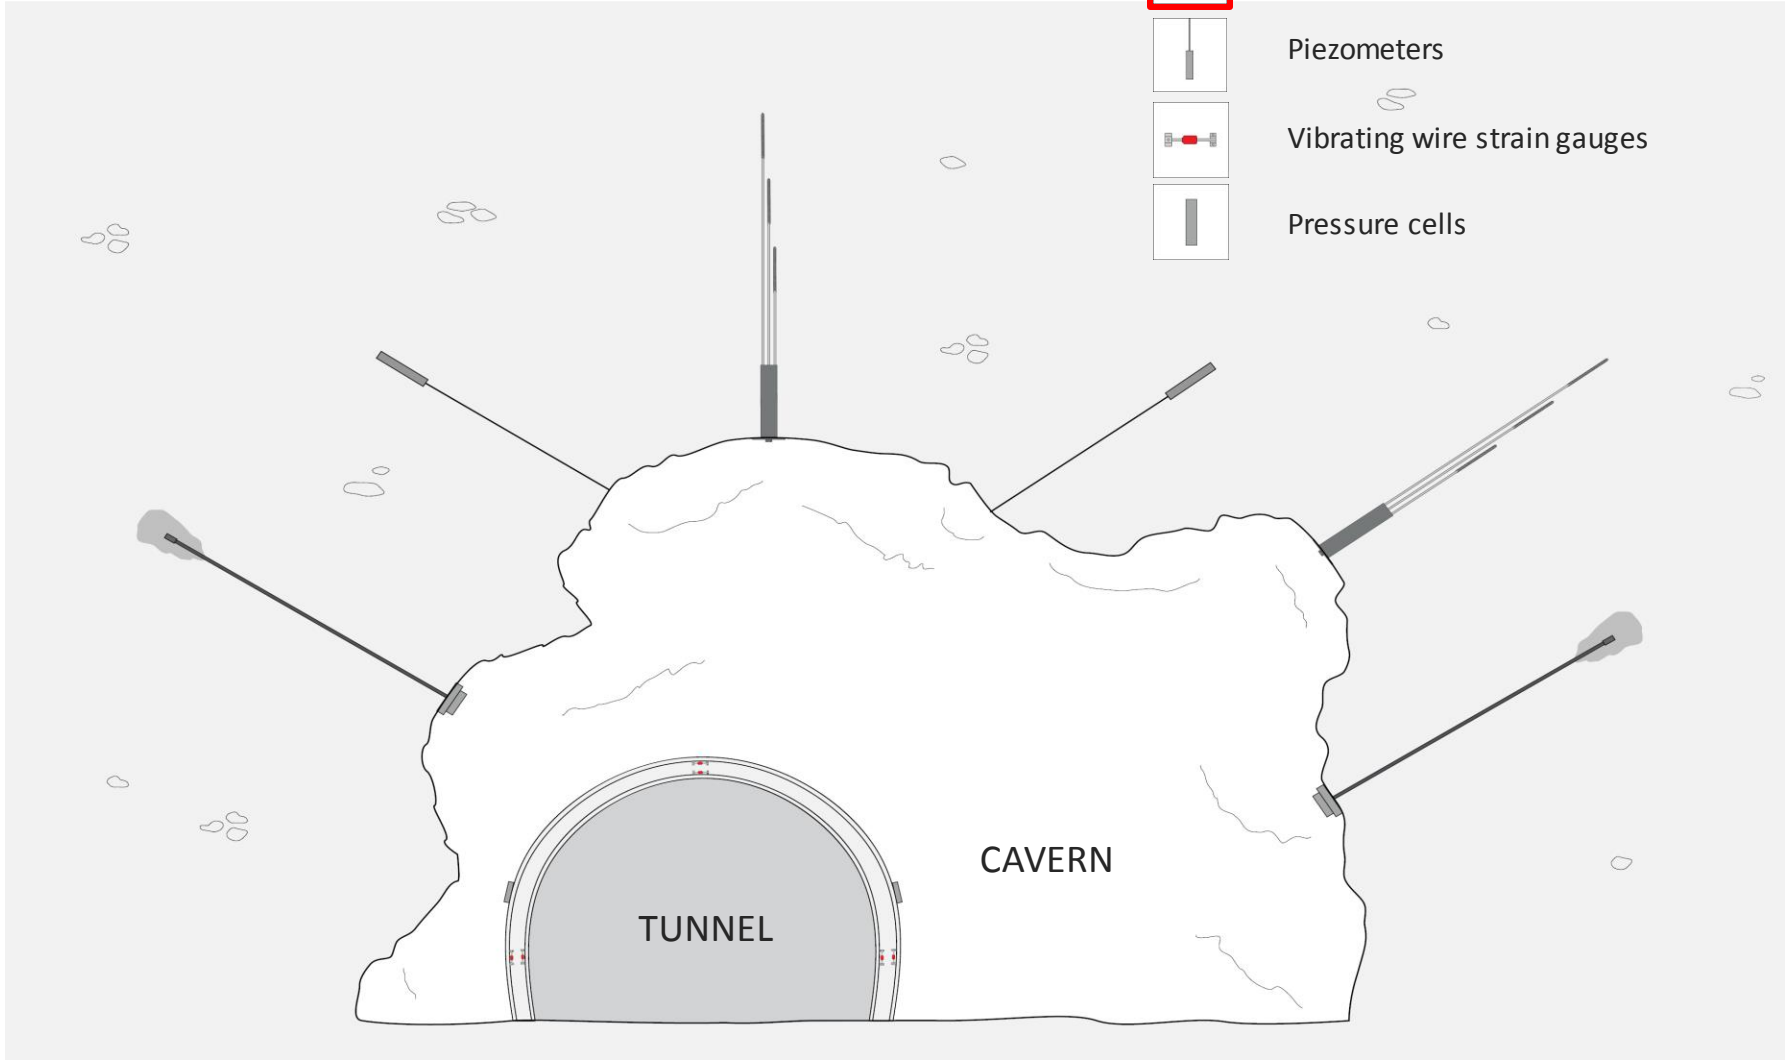 Piezometers
Vibrating wire strain gauges
Pressure cells
CAVERN
TUNNEL